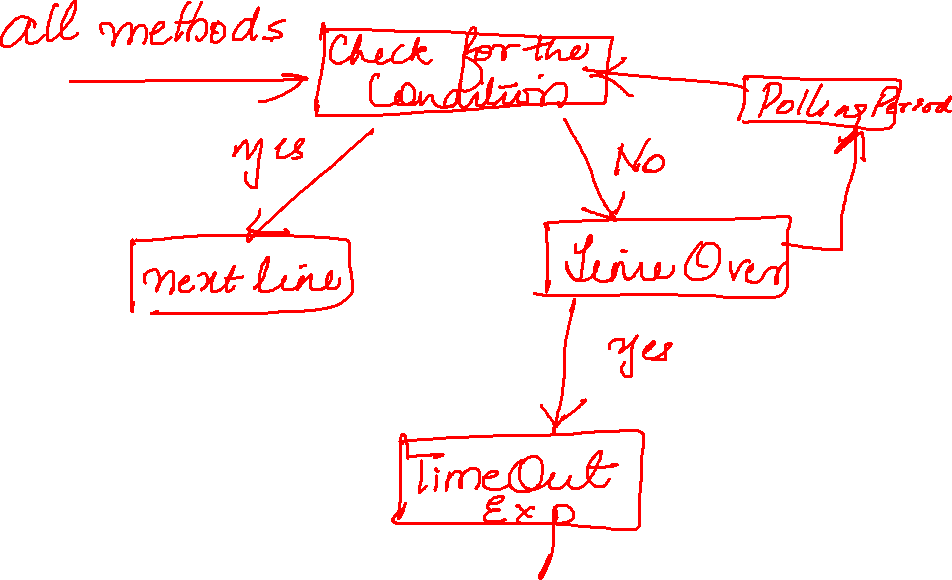 all methods
Check for the
Condition
Polling Period
Yes
No
next line
Time Over
yes
TimeOut
Exp